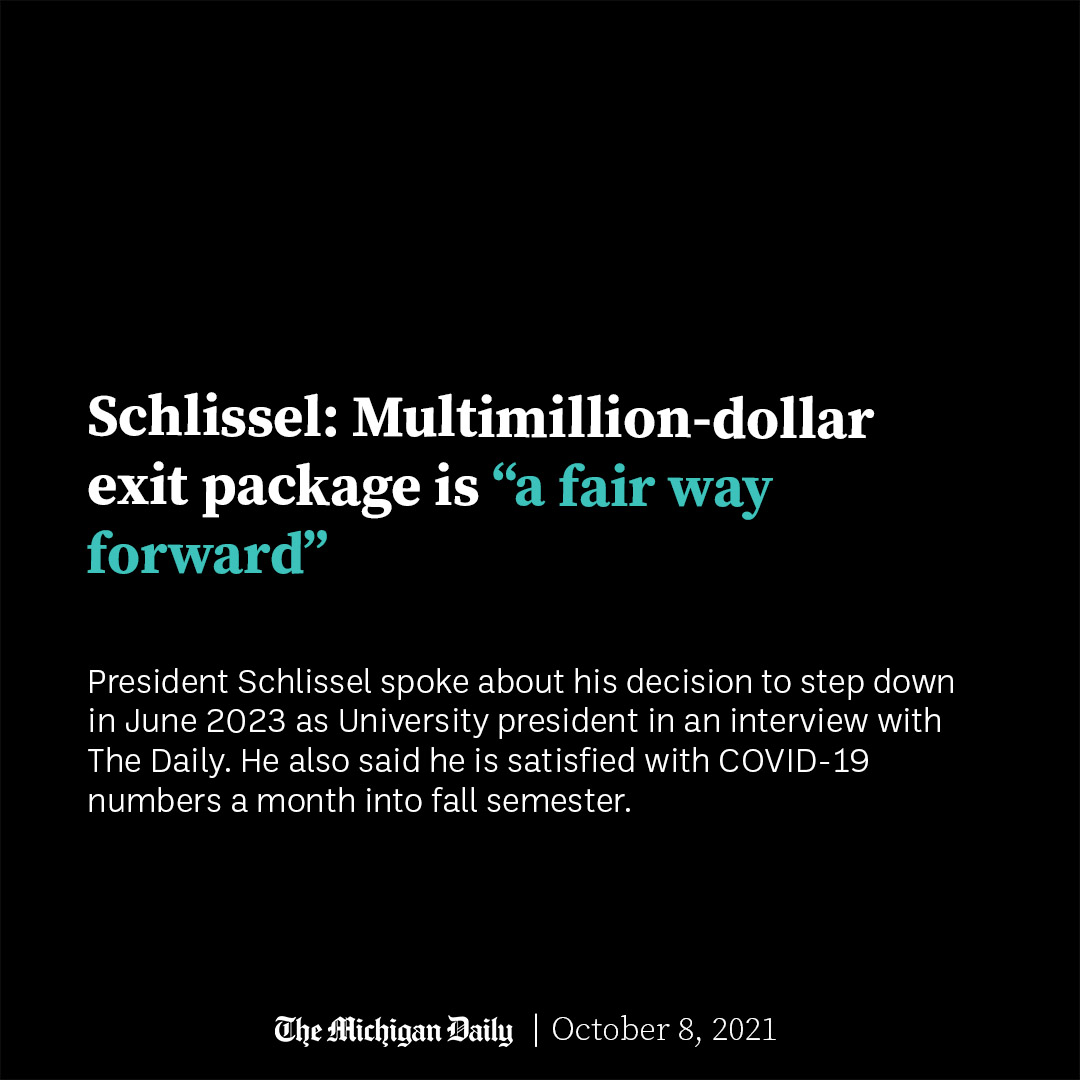 Schlissel: Multimillion-dollar
exit package is “a fair way
forward”
President Schlissel spoke about his decision to step down
in June 2023 as University president in an interview with
The Daily. He also said he is satisfied with COVID-19
numbers a month into fall semester.
The Michigan Daily | October 8, 2021